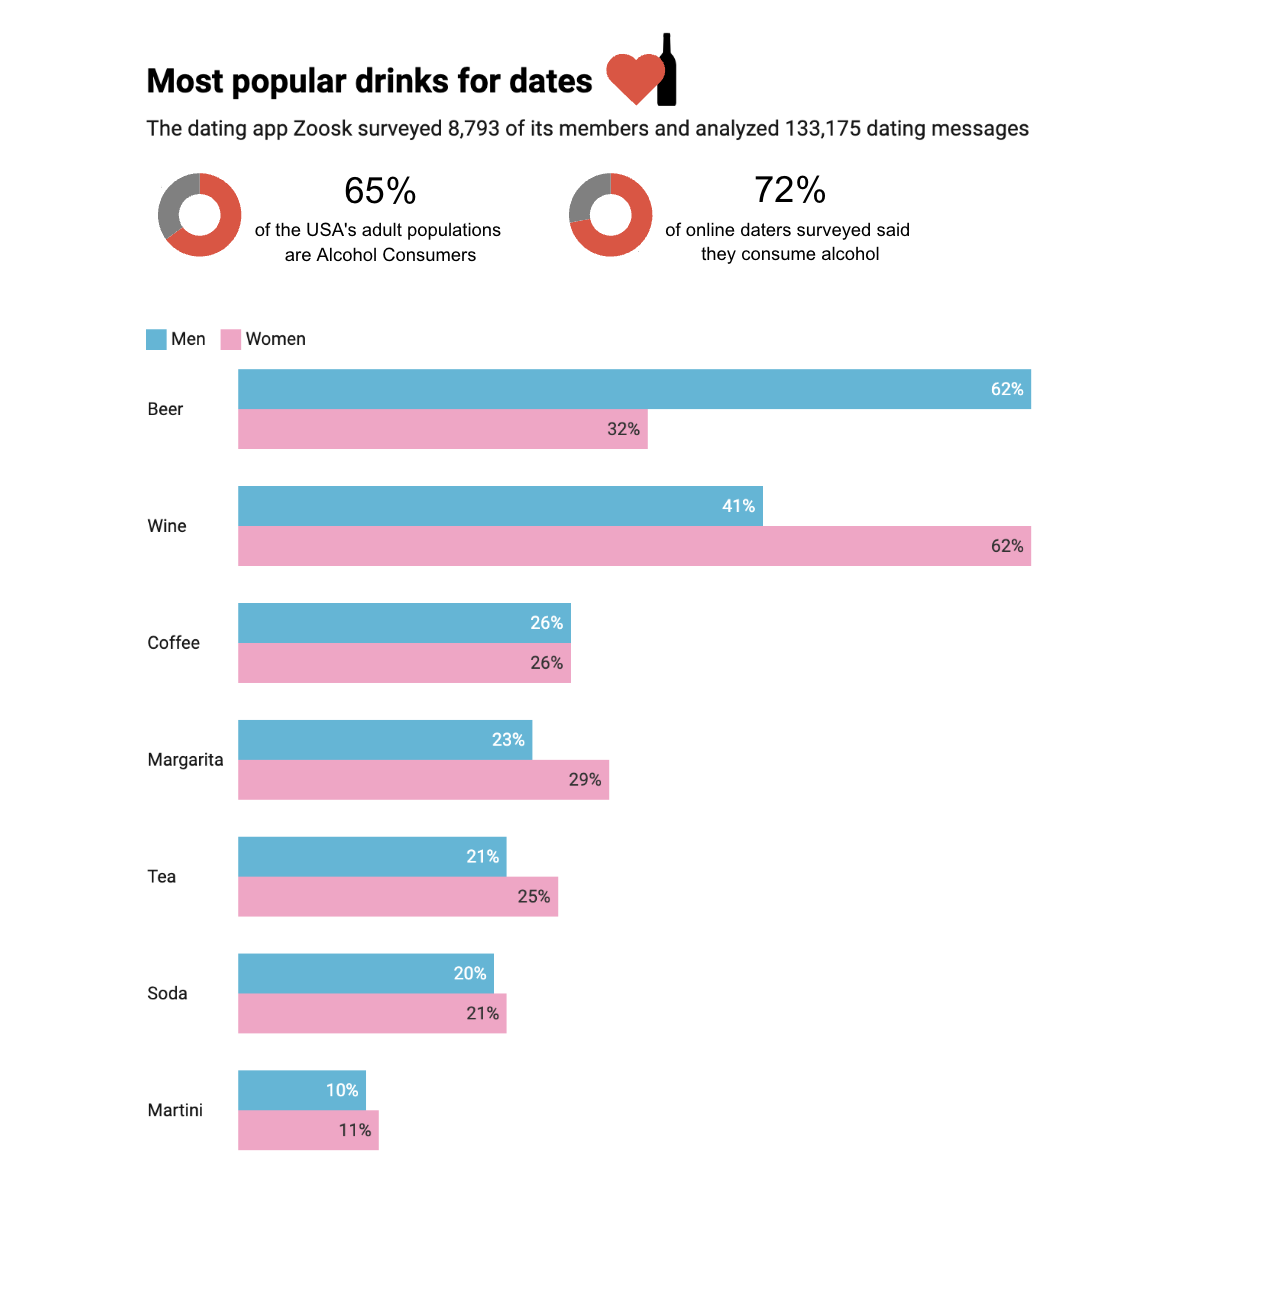 Most popular drinks for dates
The dating app Zoosk surveyed 8,793 of its members and analyzed 133,175 dating messages
65%
of the USA's adult populations
are Alcohol Consumers
72%
of online daters surveyed said
they consume alcohol
Men Women
Beer
62%
32%
Wine
41%
62%
Coffee
26%
26%
Margarita
23%
29%
Tea
21%
25%
Soda
20%
21%
Martini
10%
11%